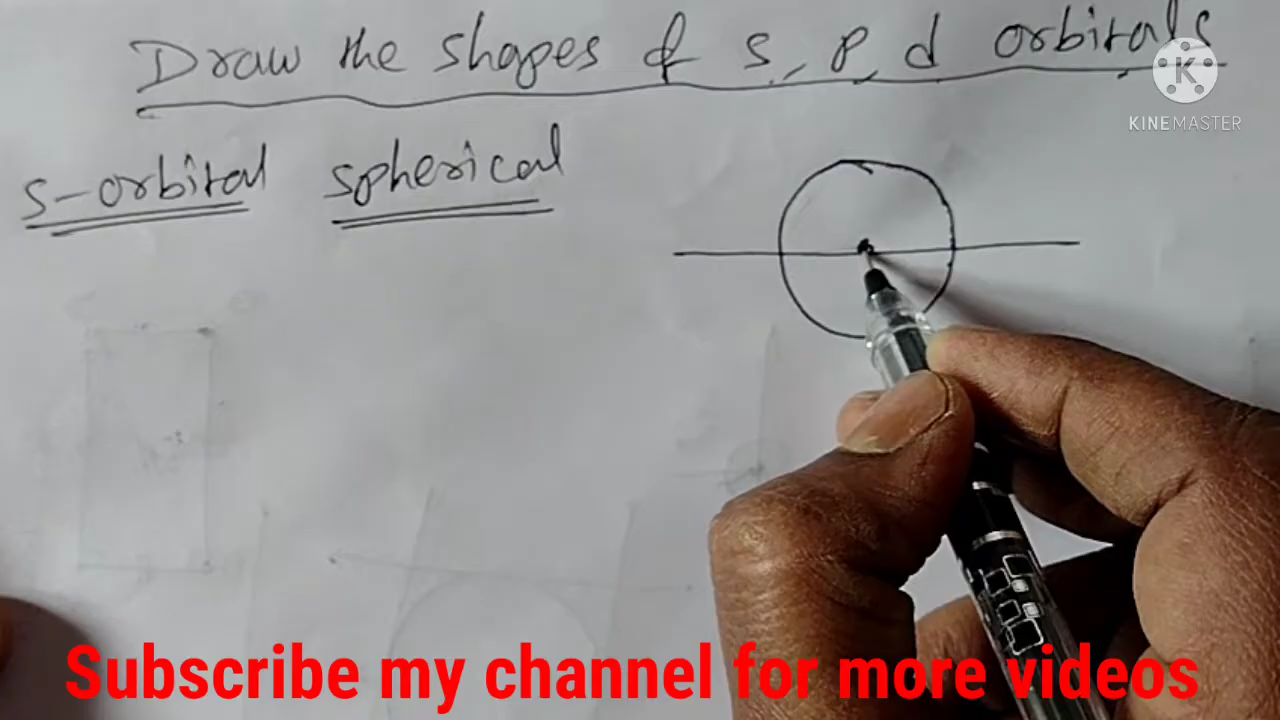 Draw the shapes of s, p, d orbitals
KINEMASTER
s-orbital spherical
Subscribe my channel for more videos